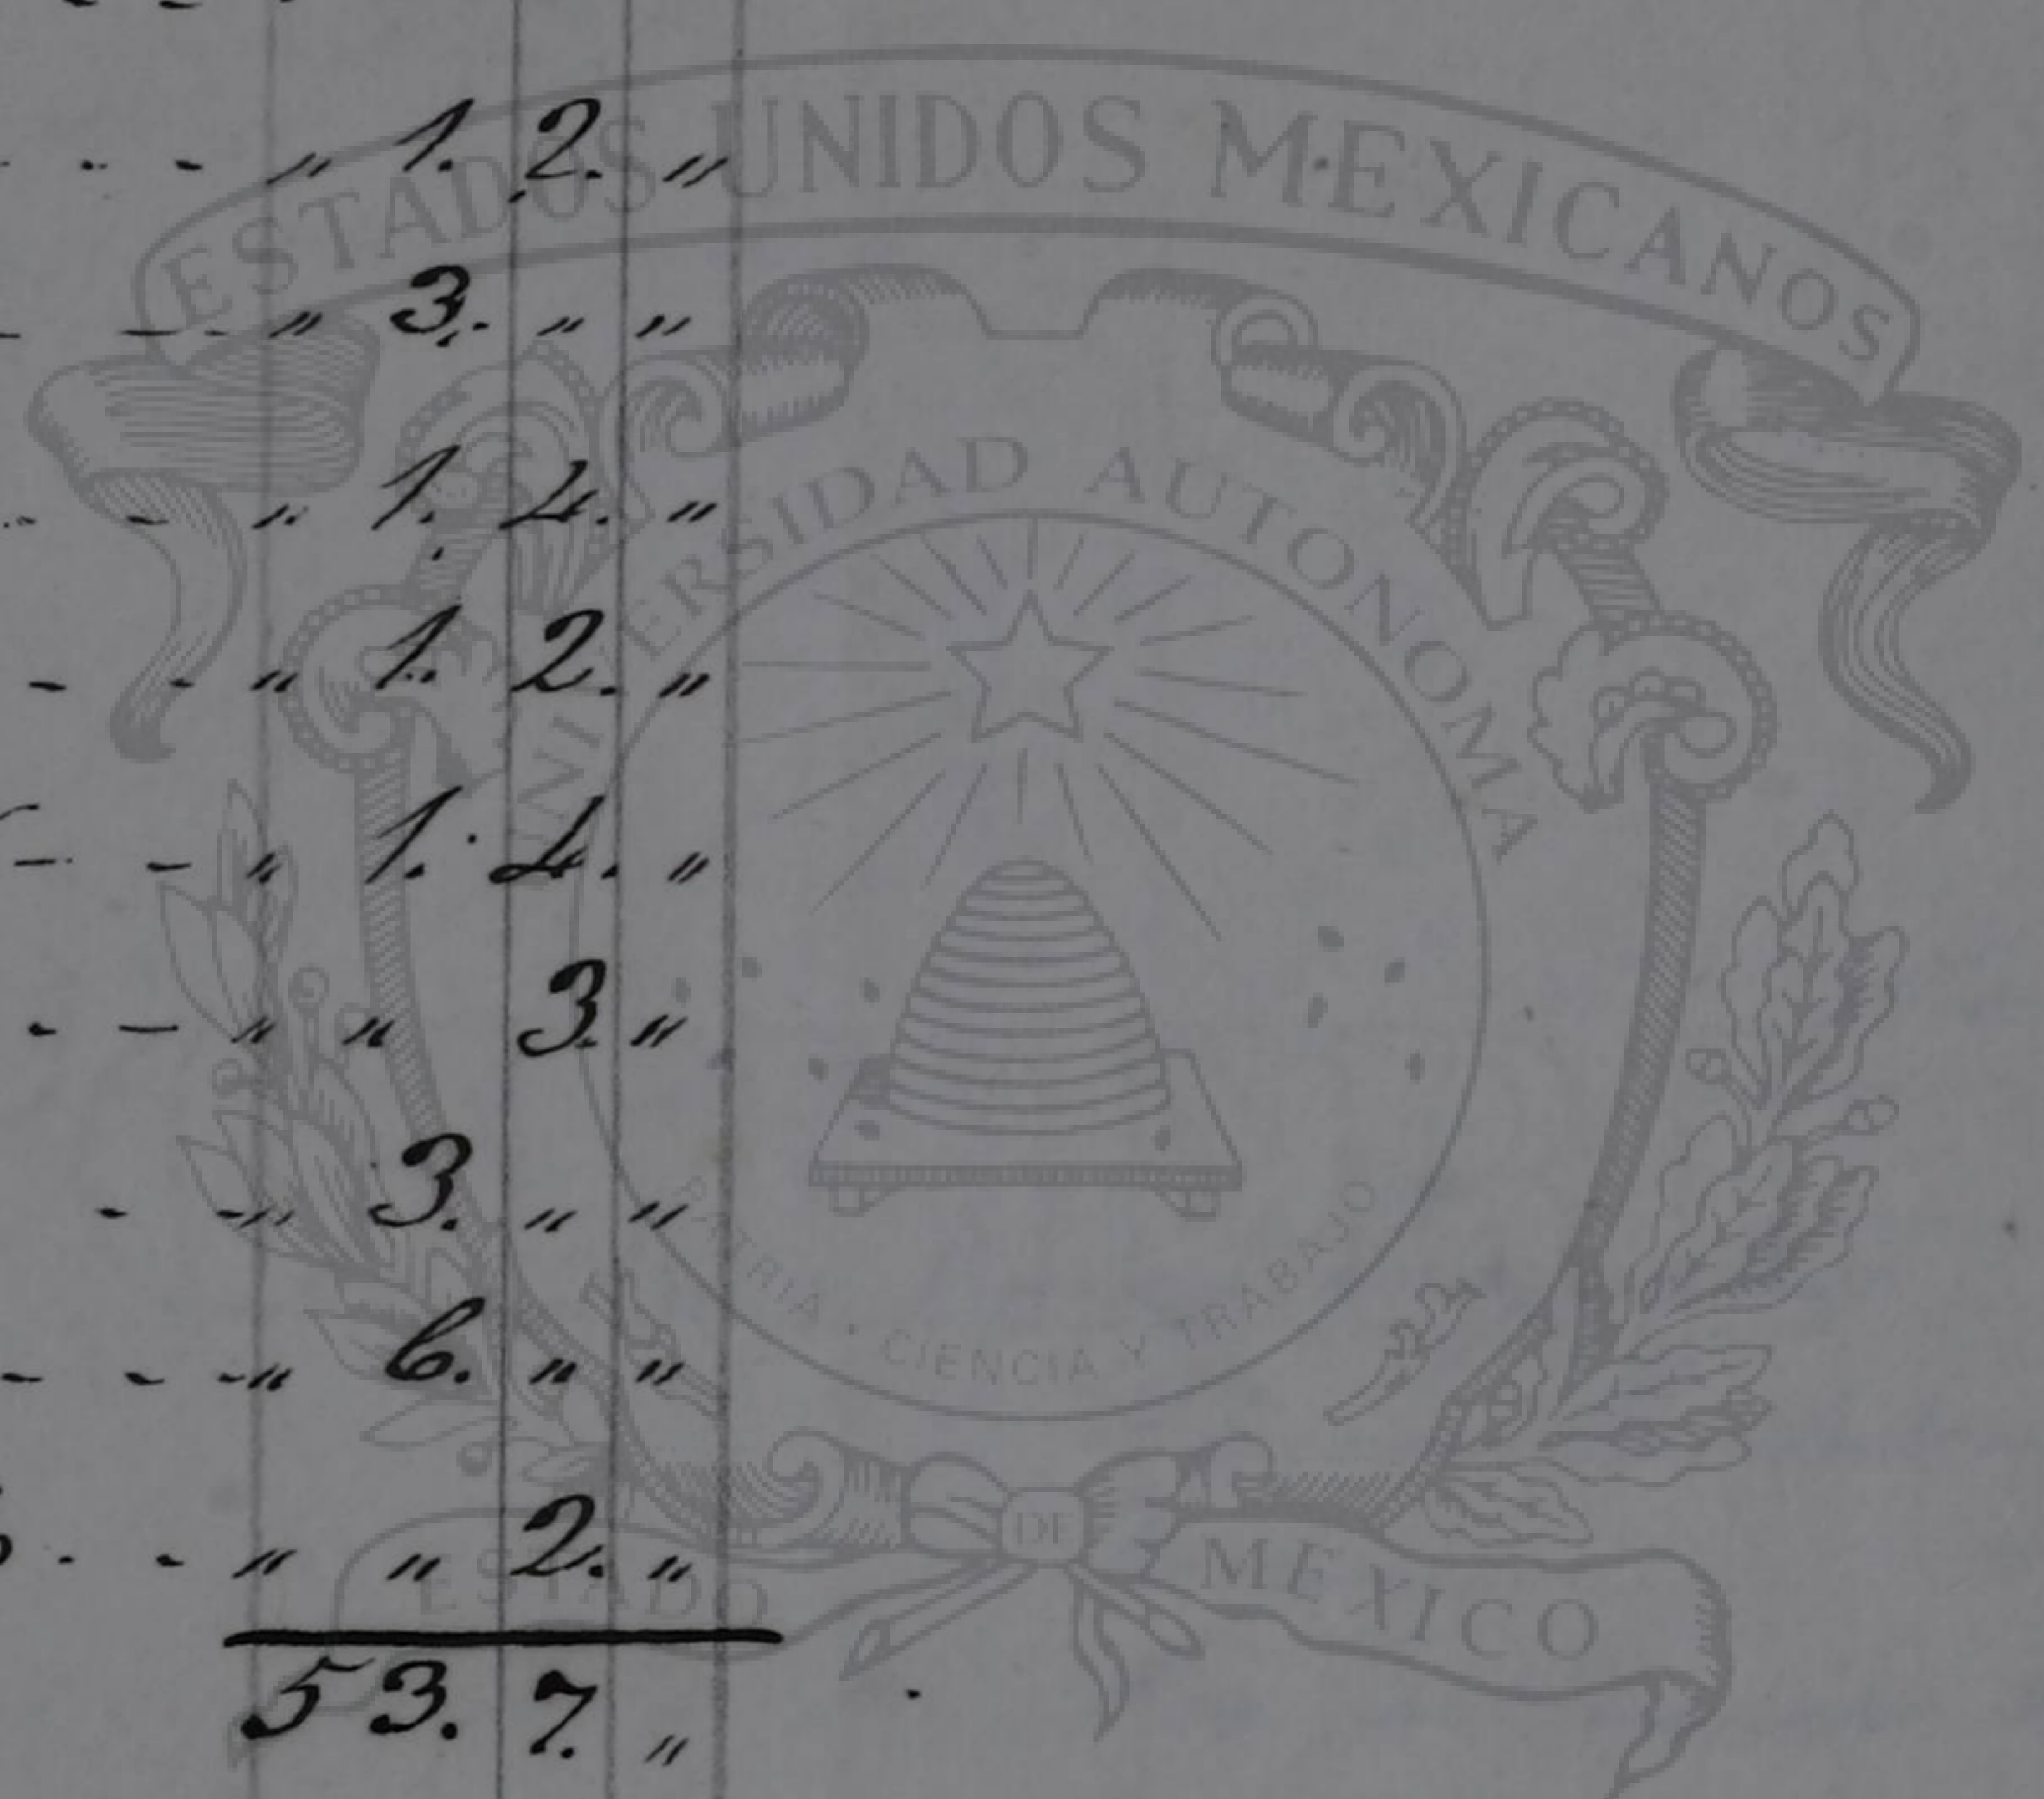 ESTADOS UNIDOS MEXICANOS
- - - „ 1. 2. „
- - - „ 3. „ „
UNIVERSIDAD AUTONOMA
- - „ 1. 4. „
- - „ 1. 2. „
- - „ 1. 4. „
- - „ „ 3. „
- - „ 3. „ „
PATRIA • CIENCIA Y TRABAJO
- - - „ 6. „ „
- - „ „ 2. „
ESTADO DE MEXICO
53. 7. „